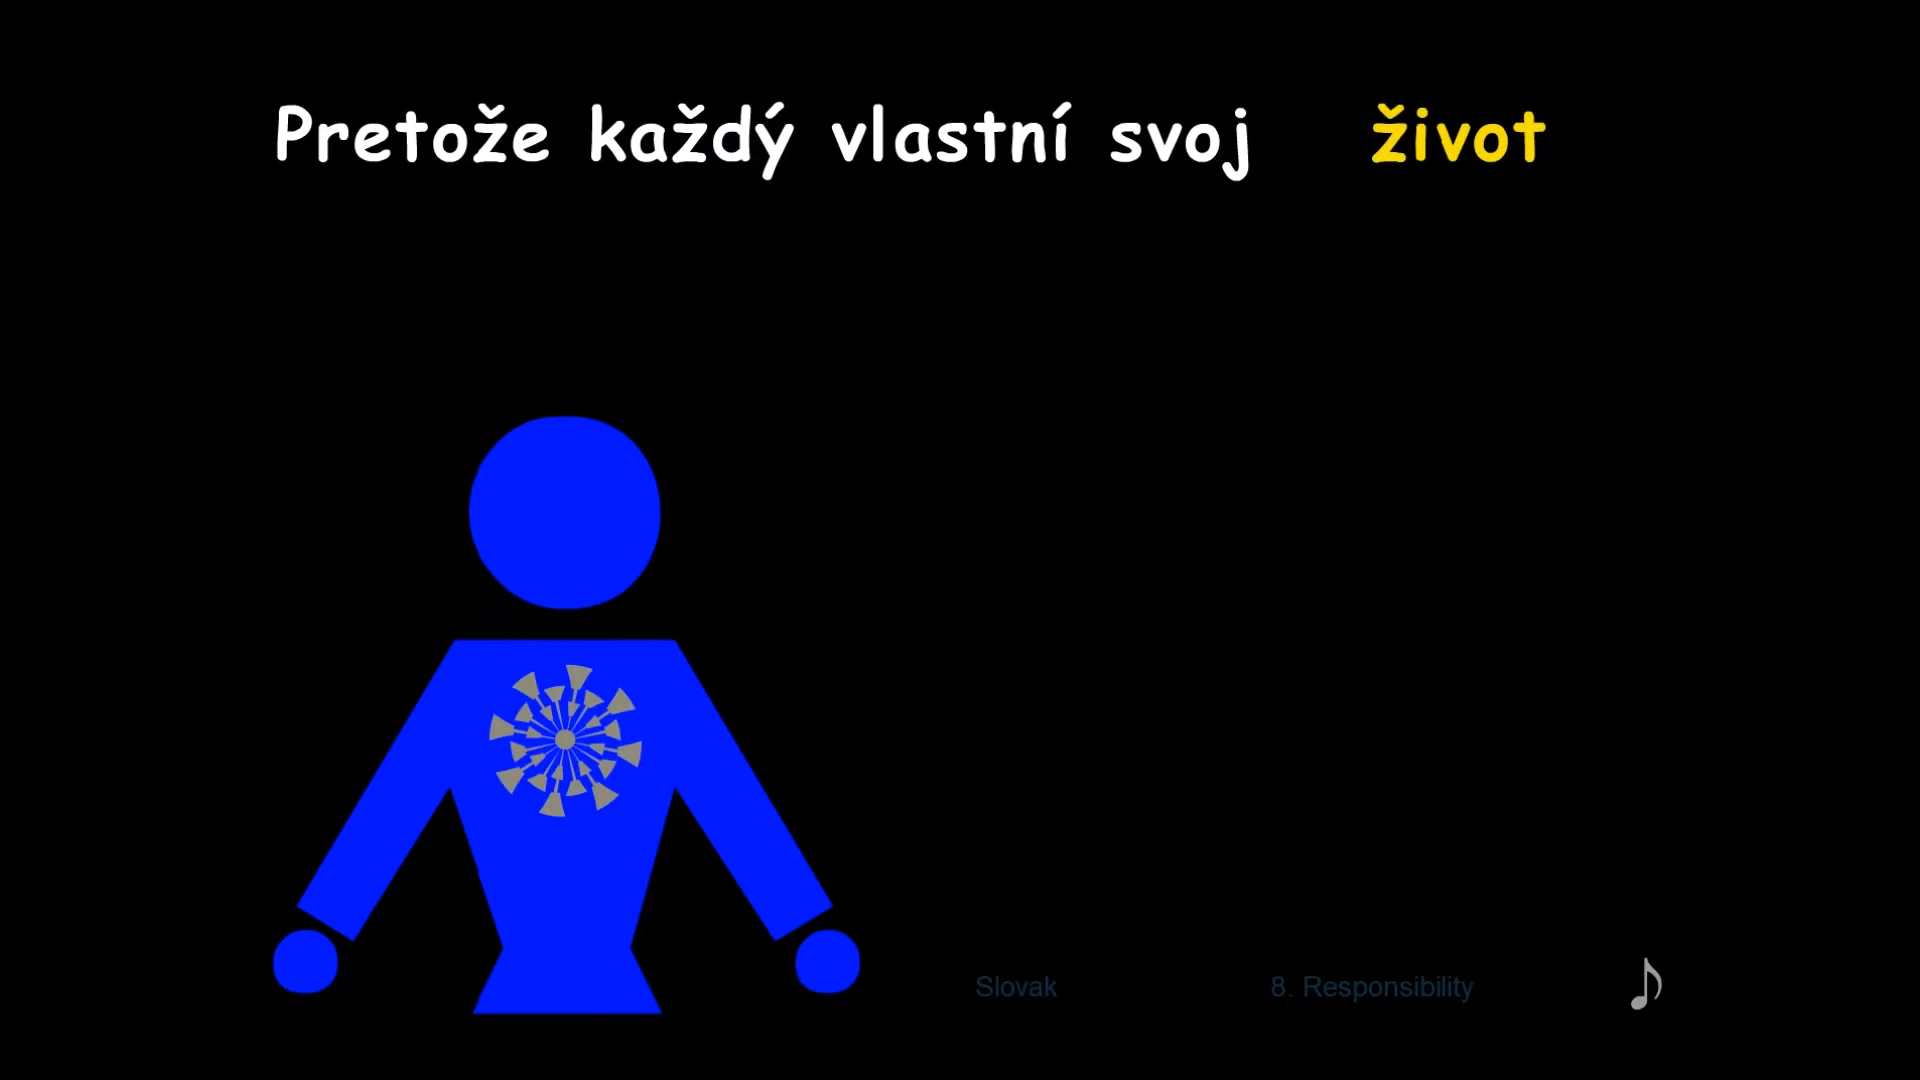 Pretože každý vlastní svoj život
Slovak
8. Responsibility